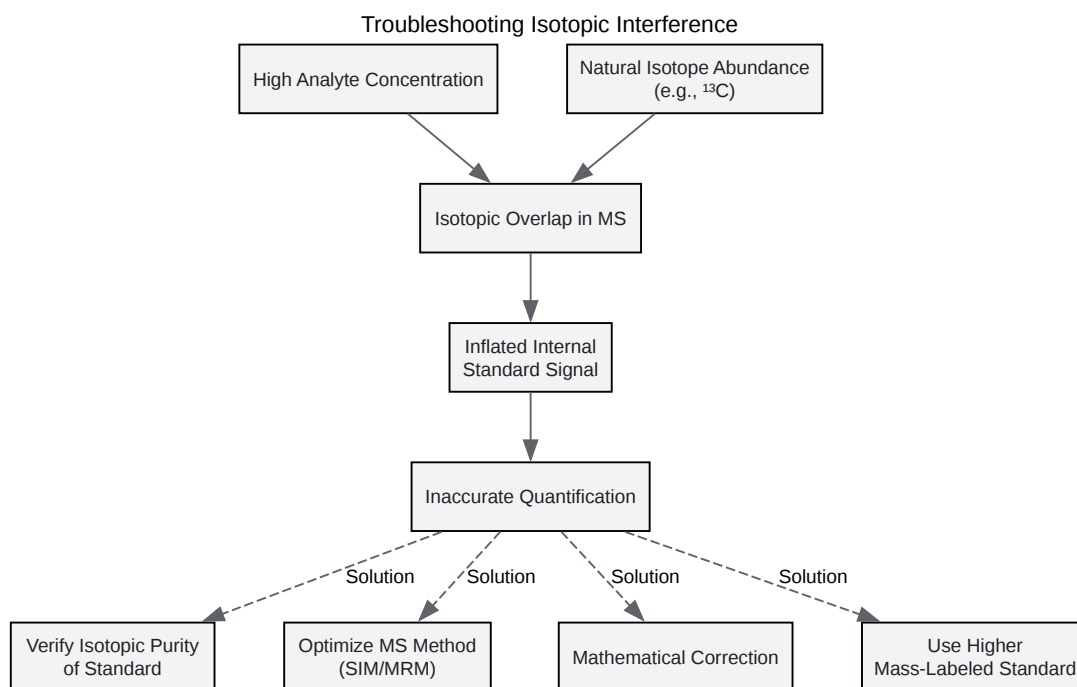 Troubleshooting Isotopic Interference
High Analyte Concentration
Natural Isotope Abundance
(e.g., ¹³C)
Isotopic Overlap in MS
Inflated Internal
Standard Signal
Inaccurate Quantification
Solution
Solution
Solution
Solution
Verify Isotopic Purity
of Standard
Optimize MS Method
(SIM/MRM)
Mathematical Correction
Use Higher
Mass-Labeled Standard